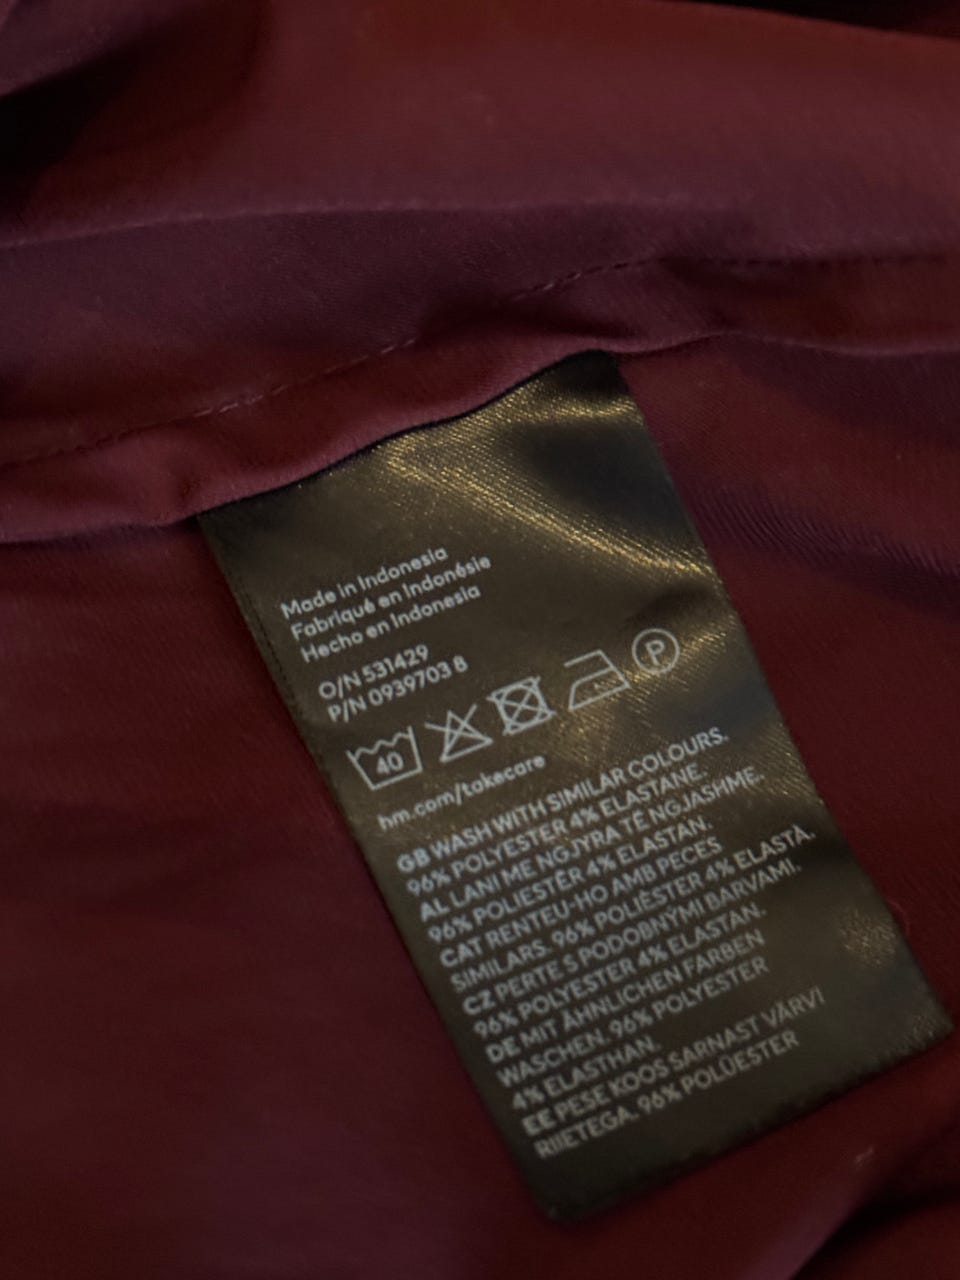 Made in Indonesia
Fabriqué en Indonésie
Hecho en Indonesia
O/N 531429
P/N 0939703 8
40
P
hm.com/takecare
GB WASH WITH SIMILAR COLOURS.
96% POLYESTER 4% ELASTANE.
AL LANI ME NGJYRA TË NGJASHME.
96% POLIESTËR 4% ELASTAN.
CAT RENTEU-HO AMB PECES
SIMILARS. 96% POLIÈSTER 4% ELASTÀ.
CZ PERTE S PODOBNÝMI BARVAMI.
96% POLYESTER 4% ELASTAN.
DE MIT ÄHNLICHEN FARBEN
WASCHEN. 96% POLYESTER
4% ELASTHAN.
EE PESE KOOS SARNAST VÄRVI
RIIETEGA. 96% POLÜESTER